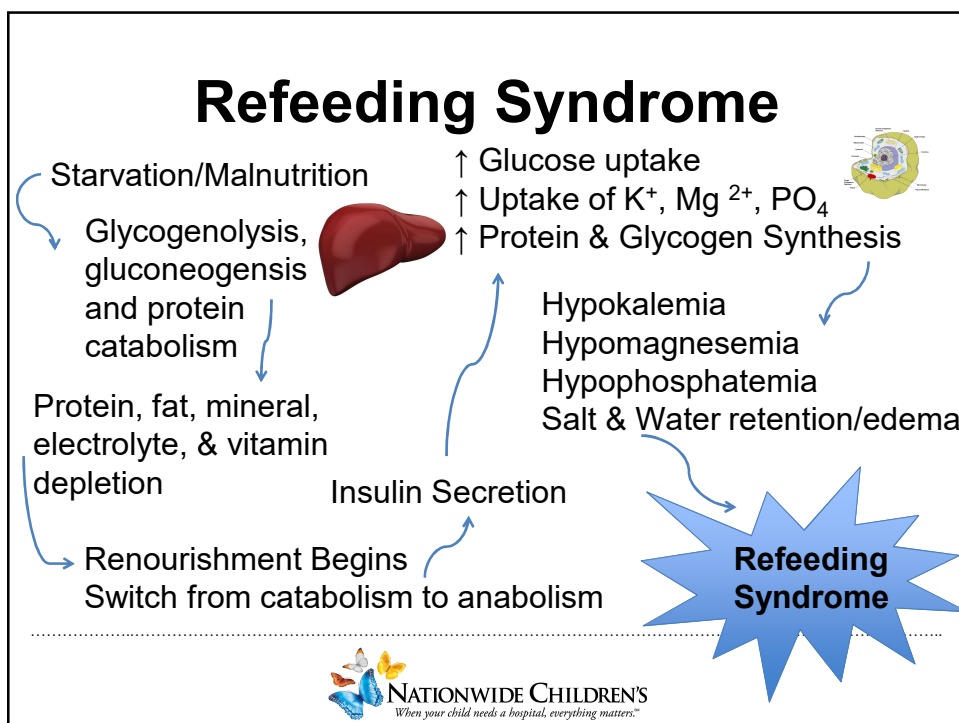 Refeeding Syndrome
Starvation/Malnutrition
Glycogenolysis,
gluconeogensis
and protein
catabolism
Protein, fat, mineral,
electrolyte, & vitamin
depletion
Renourishment Begins
Switch from catabolism to anabolism
Insulin Secretion
↑ Glucose uptake
↑ Uptake of K⁺, Mg ²⁺, PO₄
↑ Protein & Glycogen Synthesis
Hypokalemia
Hypomagnesemia
Hypophosphatemia
Salt & Water retention/edema
Refeeding
Syndrome
NATIONWIDE CHILDREN'S
When your child needs a hospital, everything matters.℠